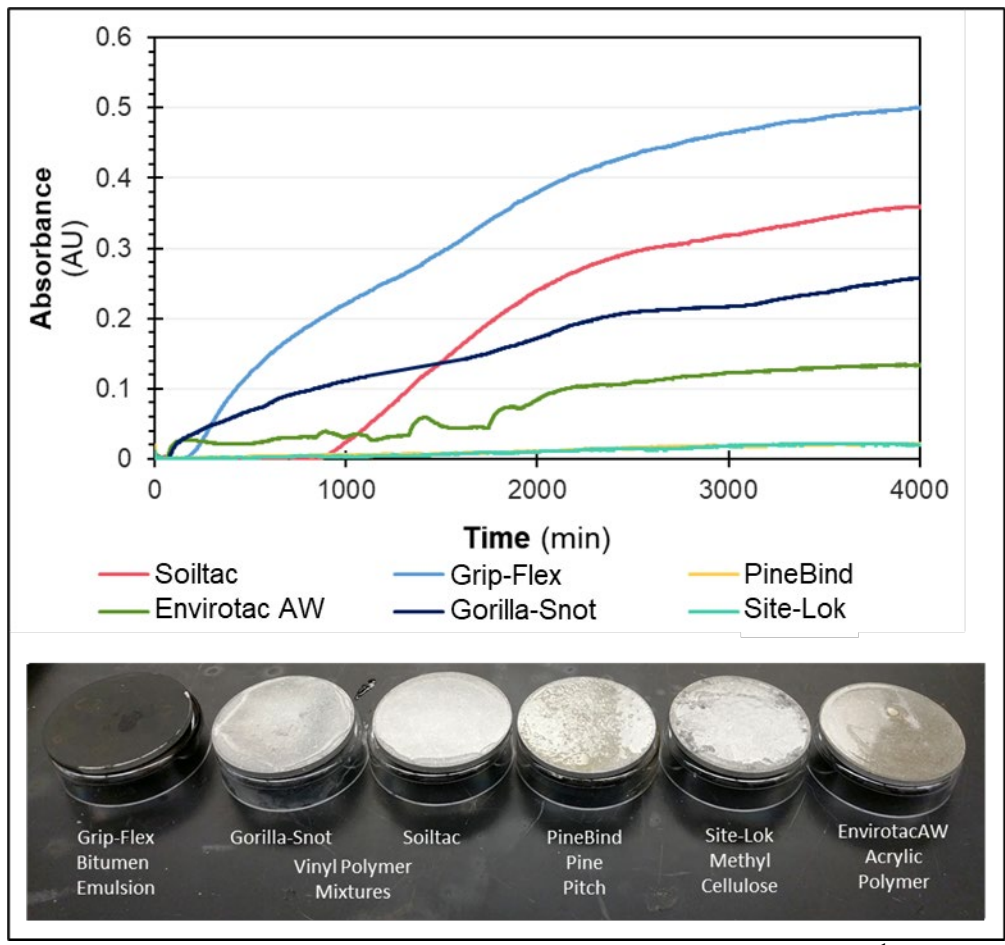 0.6
0.5
0.4
0.3
0.2
0.1
0
Absorbance
(AU)
0 1000 2000 3000 4000
Time (min)
Soiltac Grip-Flex PineBind
Envirotac AW Gorilla-Snot Site-Lok
Grip-Flex
Bitumen
Emulsion
Gorilla-Snot Soiltac
Vinyl Polymer
Mixtures
PineBind
Pine
Pitch
Site-Lok
Methyl
Cellulose
EnvirotacAW
Acrylic
Polymer